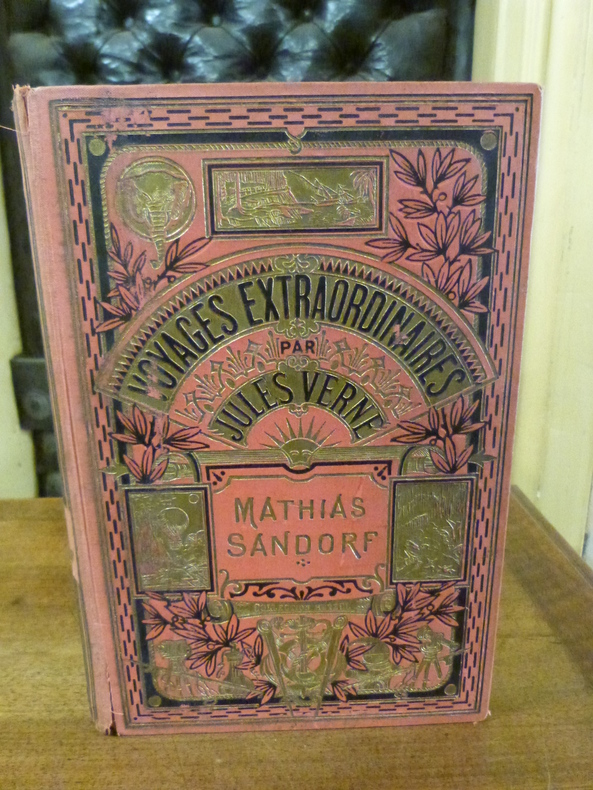 VOYAGES EXTRAORDINAIRES
PAR
JULES VERNE
MATHIAS
SANDORF